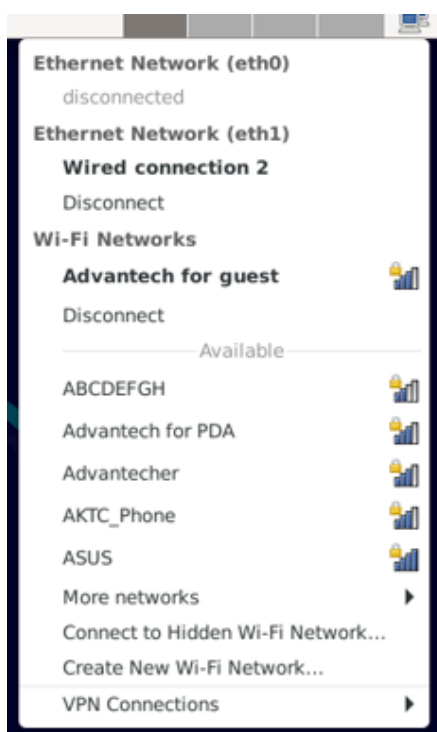 Ethernet Network (eth0)
disconnected
Ethernet Network (eth1)
Wired connection 2
Disconnect
Wi-Fi Networks
Advantech for guest
Disconnect
Available
ABCDEFGH
Advantech for PDA
Advantecher
AKTC_Phone
ASUS
More networks
Connect to Hidden Wi-Fi Network...
Create New Wi-Fi Network...
VPN Connections